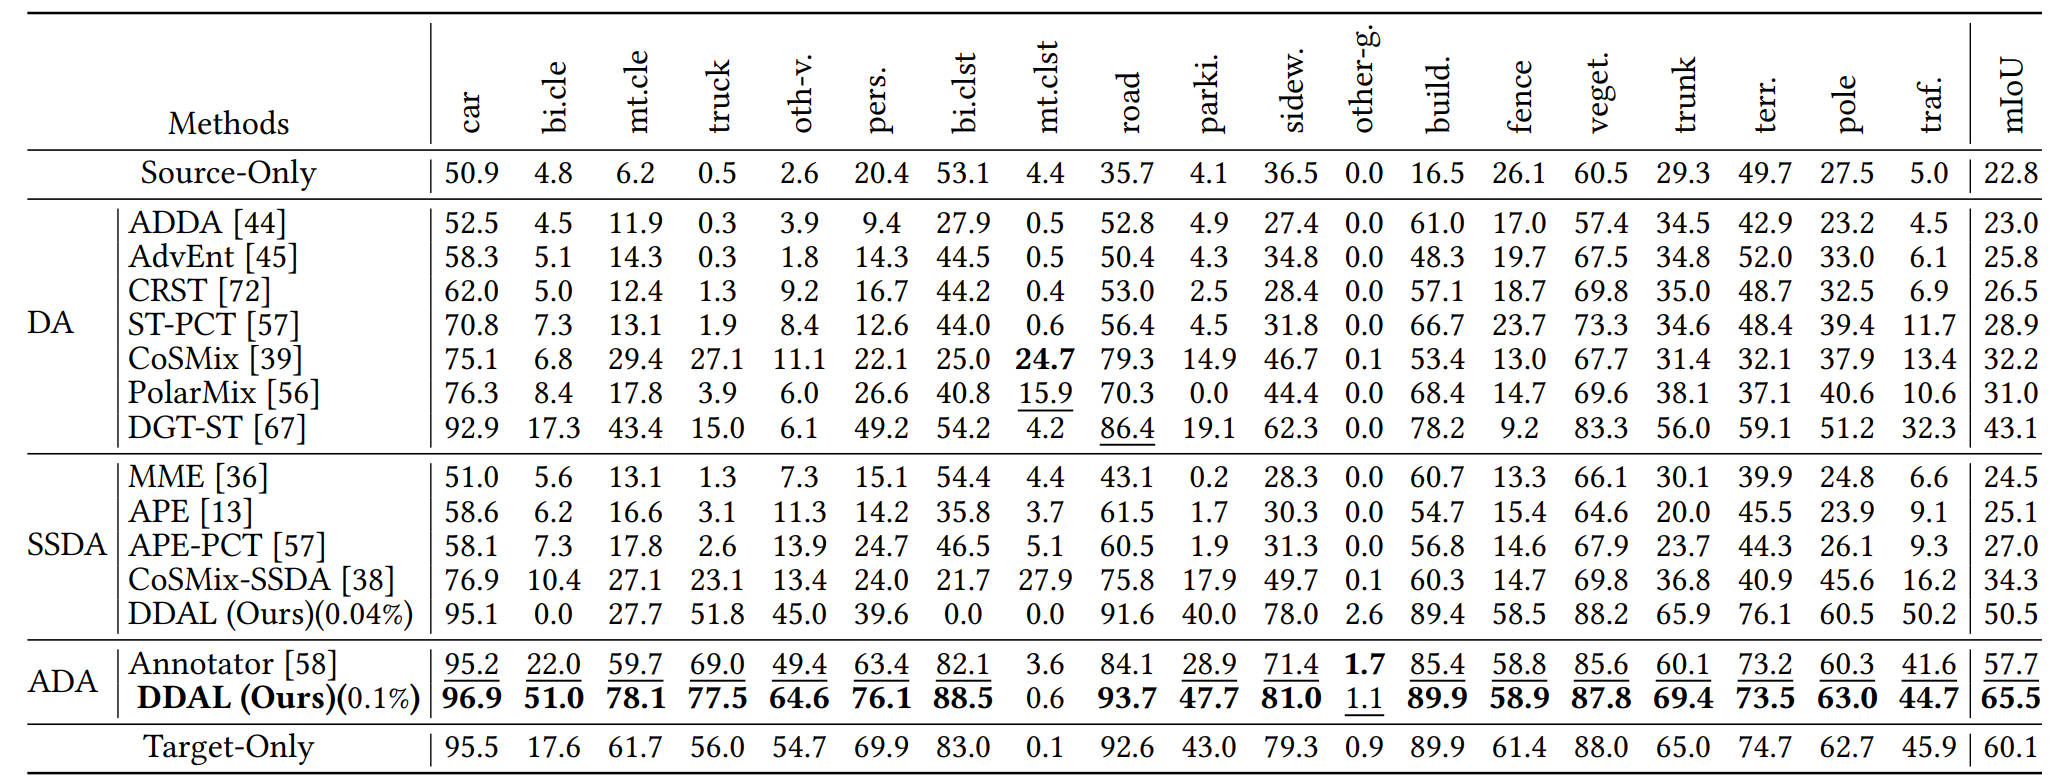 Methods car bi.cle mt.cle truck oth-v. pers. bi.clst mt.clst road parki. sidew. other-g. build. fence veget. trunk terr. pole traf. mIoU
Source-Only 50.9 4.8 6.2 0.5 2.6 20.4 53.1 4.4 35.7 4.1 36.5 0.0 16.5 26.1 60.5 29.3 49.7 27.5 5.0 22.8
DA
ADDA [44] 52.5 4.5 11.9 0.3 3.9 9.4 27.9 0.5 52.8 4.9 27.4 0.0 61.0 17.0 57.4 34.5 42.9 23.2 4.5 23.0
AdvEnt [45] 58.3 5.1 14.3 0.3 1.8 14.3 44.5 0.5 50.4 4.3 34.8 0.0 48.3 19.7 67.5 34.8 52.0 33.0 6.1 25.8
CRST [72] 62.0 5.0 12.4 1.3 9.2 16.7 44.2 0.4 53.0 2.5 28.4 0.0 57.1 18.7 69.8 35.0 48.7 32.5 6.9 26.5
ST-PCT [57] 70.8 7.3 13.1 1.9 8.4 12.6 44.0 0.6 56.4 4.5 31.8 0.0 66.7 23.7 73.3 34.6 48.4 39.4 11.7 28.9
CoSMix [39] 75.1 6.8 29.4 27.1 11.1 22.1 25.0 24.7 79.3 14.9 46.7 0.1 53.4 13.0 67.7 31.4 32.1 37.9 13.4 32.2
PolarMix [56] 76.3 8.4 17.8 3.9 6.0 26.6 40.8 15.9 70.3 0.0 44.4 0.0 68.4 14.7 69.6 38.1 37.1 40.6 10.6 31.0
DGT-ST [67] 92.9 17.3 43.4 15.0 6.1 49.2 54.2 4.2 86.4 19.1 62.3 0.0 78.2 9.2 83.3 56.0 59.1 51.2 32.3 43.1
SSDA
MME [36] 51.0 5.6 13.1 1.3 7.3 15.1 54.4 4.4 43.1 0.2 28.3 0.0 60.7 13.3 66.1 30.1 39.9 24.8 6.6 24.5
APE [13] 58.6 6.2 16.6 3.1 11.3 14.2 35.8 3.7 61.5 1.7 30.3 0.0 54.7 15.4 64.6 20.0 45.5 23.9 9.1 25.1
APE-PCT [57] 58.1 7.3 17.8 2.6 13.9 24.7 46.5 5.1 60.5 1.9 31.3 0.0 56.8 14.6 67.9 23.7 44.3 26.1 9.3 27.0
CoSMix-SSDA [38] 76.9 10.4 27.1 23.1 13.4 24.0 21.7 27.9 75.8 17.9 49.7 0.1 60.3 14.7 69.8 36.8 40.9 45.6 16.2 34.3
DDAL (Ours)(0.04%) 95.1 0.0 27.7 51.8 45.0 39.6 0.0 0.0 91.6 40.0 78.0 2.6 89.4 58.5 88.2 65.9 76.1 60.5 50.2 50.5
ADA
Annotator [58] 95.2 22.0 59.7 69.0 49.4 63.4 82.1 3.6 84.1 28.9 71.4 1.7 85.4 58.8 85.6 60.1 73.2 60.3 41.6 57.7
DDAL (Ours)(0.1%) 96.9 51.0 78.1 77.5 64.6 76.1 88.5 0.6 93.7 47.7 81.0 1.1 89.9 58.9 87.8 69.4 73.5 63.0 44.7 65.5
Target-Only 95.5 17.6 61.7 56.0 54.7 69.9 83.0 0.1 92.6 43.0 79.3 0.9 89.9 61.4 88.0 65.0 74.7 62.7 45.9 60.1